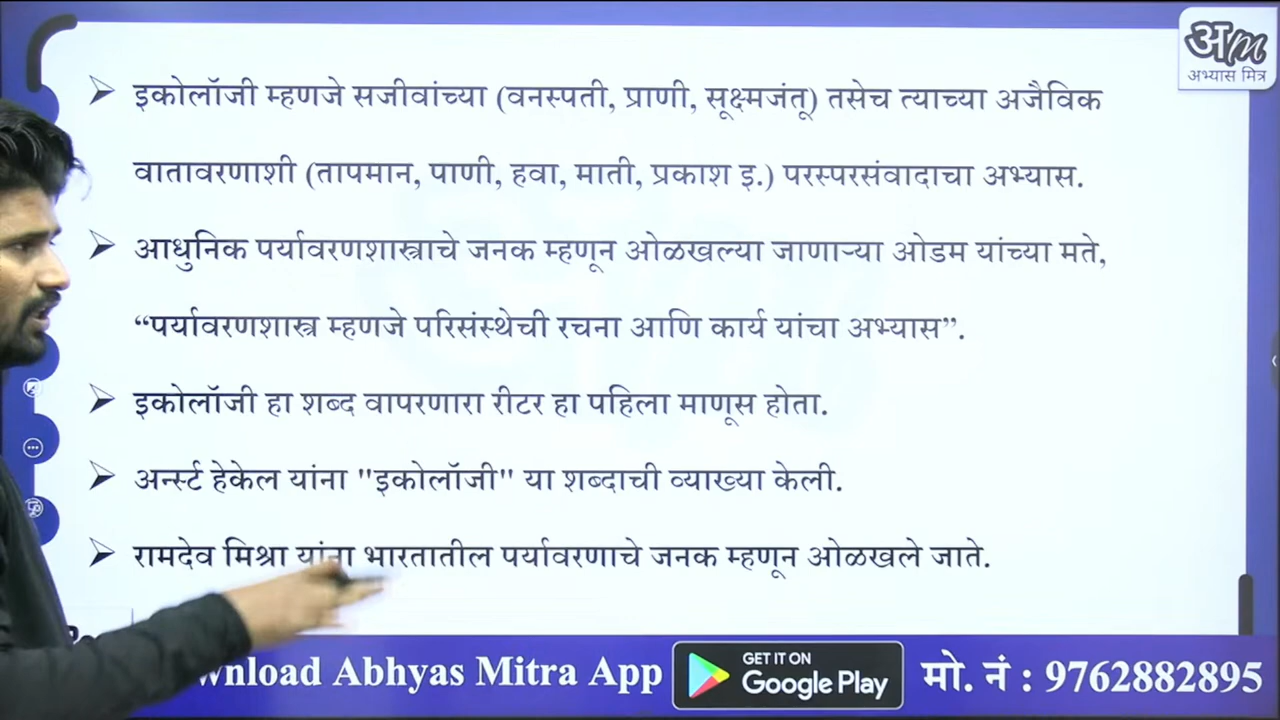 अm
अभ्यास मित्र
इकोलॉजी म्हणजे सजीवांच्या (वनस्पती, प्राणी, सूक्ष्मजंतू) तसेच त्याच्या अजैविक
वातावरणाशी (तापमान, पाणी, हवा, माती, प्रकाश इ.) परस्परसंवादाचा अभ्यास.
आधुनिक पर्यावरणशास्त्राचे जनक म्हणून ओळखल्या जाणाऱ्या ओडम यांच्या मते,
“पर्यावरणशास्त्र म्हणजे परिसंस्थेची रचना आणि कार्य यांचा अभ्यास”.
इकोलॉजी हा शब्द वापरणारा रीटर हा पहिला माणूस होता.
अर्न्स्ट हेकेल यांना "इकोलॉजी" या शब्दाची व्याख्या केली.
रामदेव मिश्रा यांना भारतातील पर्यावरणाचे जनक म्हणून ओळखले जाते.
wnload Abhyas Mitra App
GET IT ON
Google Play
मो. नं : 9762882895